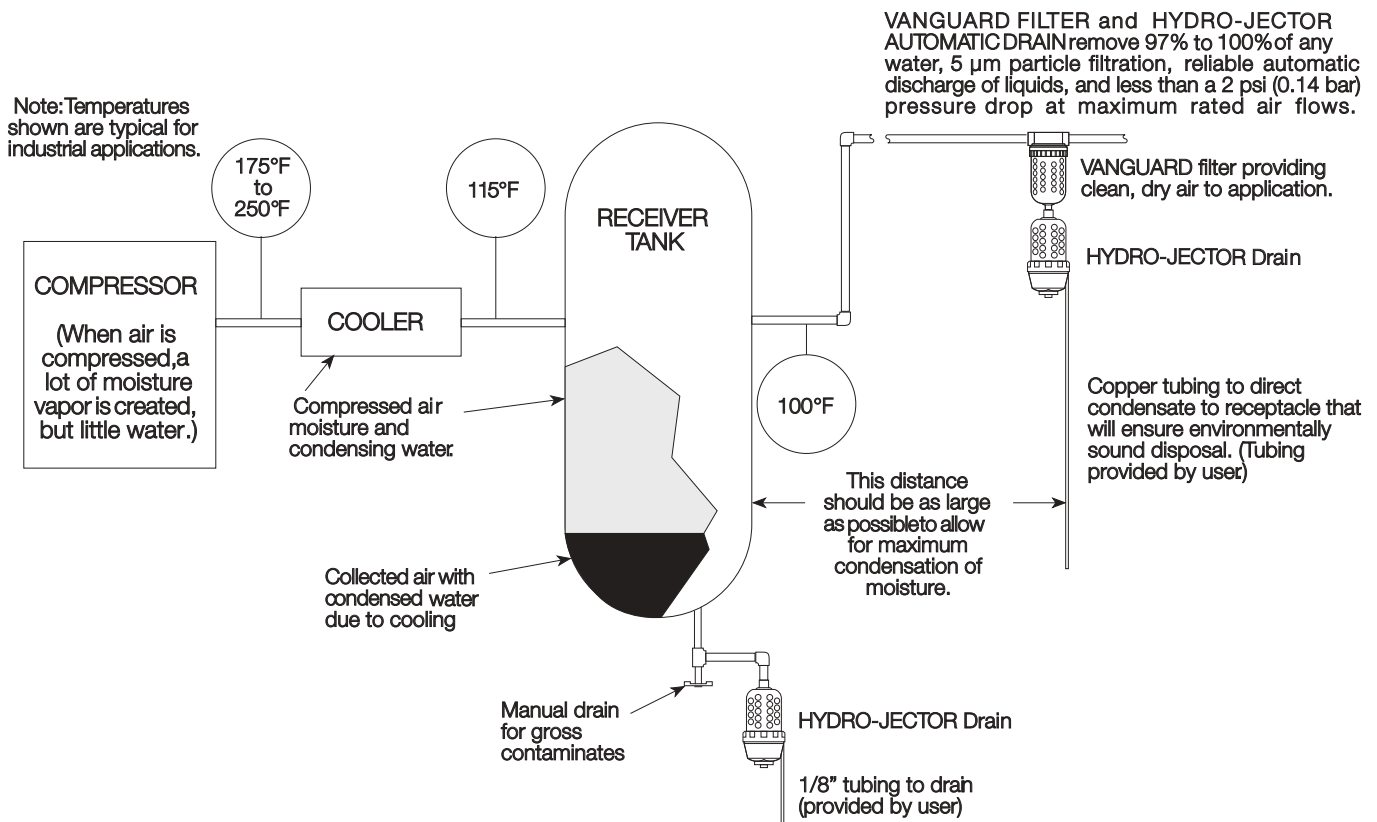 VANGUARD FILTER and HYDRO-JECTOR
AUTOMATIC DRAIN remove 97% to 100% of any
water, 5 µm particle filtration, reliable automatic
discharge of liquids, and less than a 2 psi (0.14 bar)
pressure drop at maximum rated air flows.
Note: Temperatures
shown are typical for
industrial applications.
175°F
to
250°F
115°F
RECEIVER
TANK
VANGUARD filter providing
clean, dry air to application.
HYDRO-JECTOR Drain
COMPRESSOR
(When air is
compressed, a
lot of moisture
vapor is created,
but little water.)
COOLER
Compressed air
moisture and
condensing water.
100°F
Copper tubing to direct
condensate to receptacle that
will ensure environmentally
sound disposal. (Tubing
provided by user.)
This distance
should be as large
as possible to allow
for maximum
condensation of
moisture.
Collected air with
condensed water
due to cooling
Manual drain
for gross
contaminates
HYDRO-JECTOR Drain
1/8” tubing to drain
(provided by user)